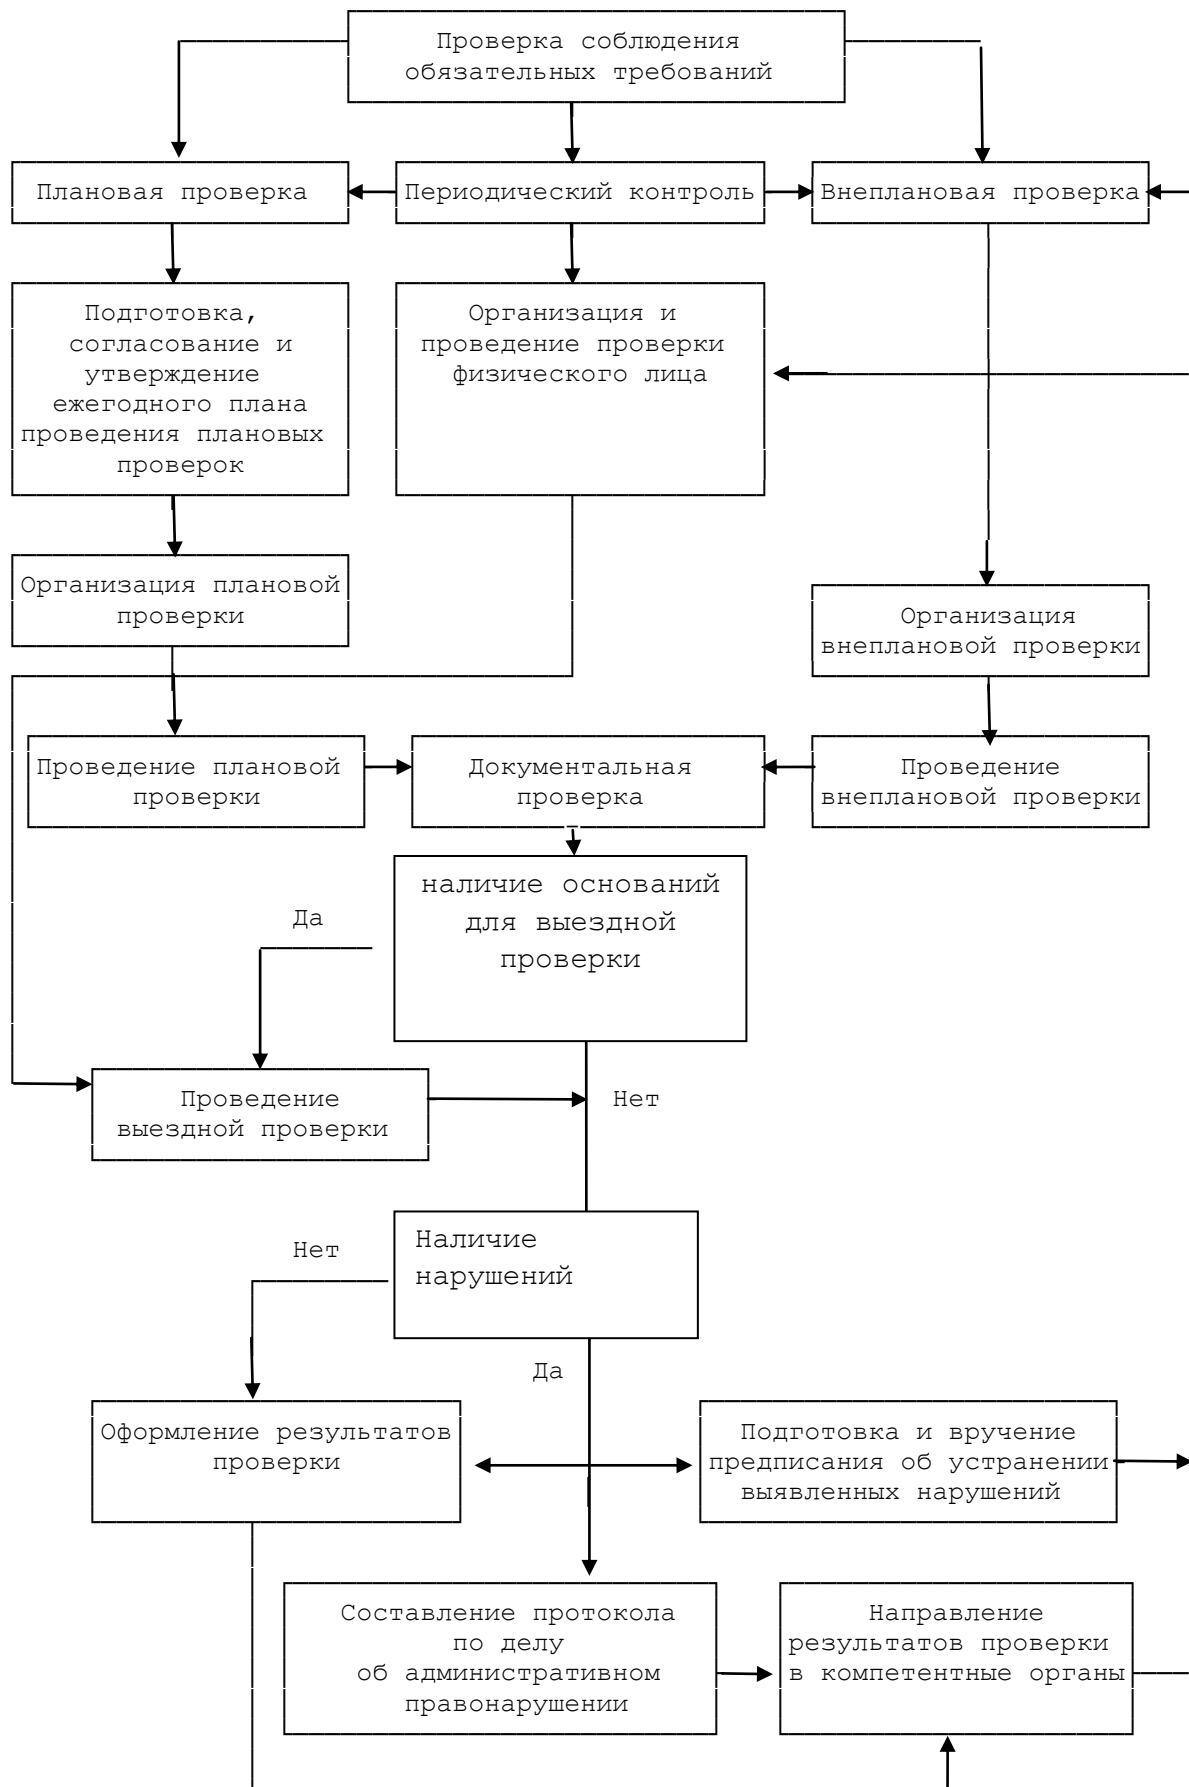 Проверка соблюдения
обязательных требований
Плановая проверка
Периодический контроль
Внеплановая проверка
Подготовка,
согласование и
утверждение
ежегодного плана
проведения плановых
проверок
Организация и
проведение проверки
физического лица
Организация плановой
проверки
Организация
внеплановой проверки
Проведение плановой
проверки
Документальная
проверка
Проведение
внеплановой проверки
наличие оснований
для выездной
проверки
Да
Проведение
выездной проверки
Нет
Наличие
нарушений
Нет
Да
Оформление результатов
проверки
Подготовка и вручение
предписания об устранении
выявленных нарушений
Составление протокола
по делу
об административном
правонарушении
Направление
результатов проверки
в компетентные органы